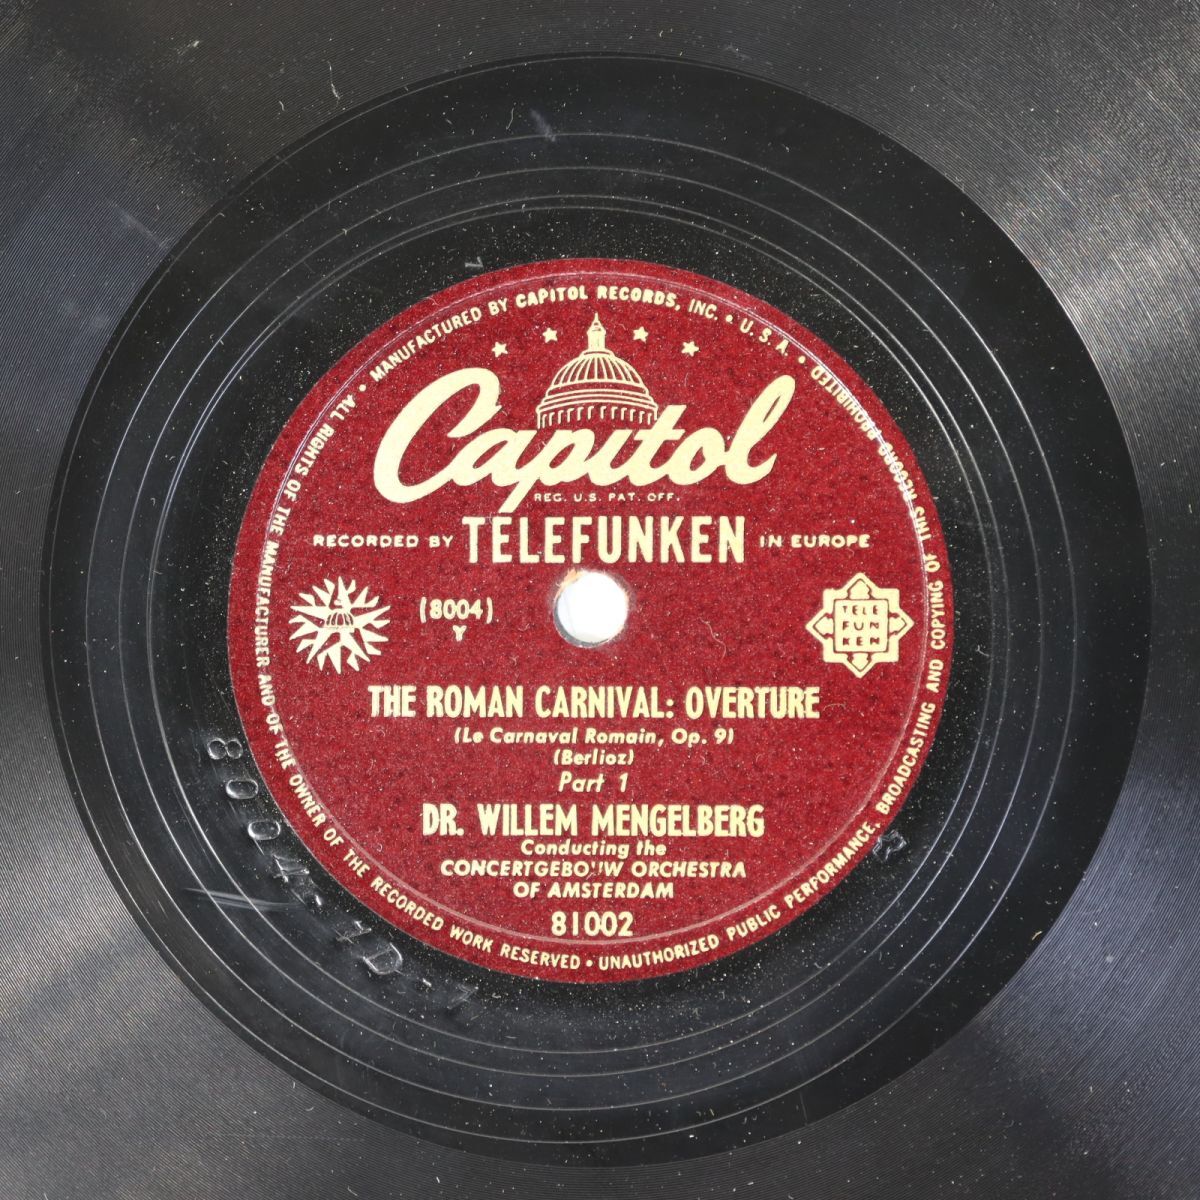 MANUFACTURED BY CAPITOL RECORDS, INC. • U.S.A. •
Capitol
REG. U.S. PAT. OFF.
RECORDED BY TELEFUNKEN IN EUROPE
(8004)
Y
TELE
FUN
KEN
THE ROMAN CARNIVAL: OVERTURE
(Le Carnaval Romain, Op. 9)
(Berlioz)
Part 1
DR. WILLEM MENGELBERG
Conducting the
CONCERTGEBOUW ORCHESTRA
OF AMSTERDAM
81002
• ALL RIGHTS OF THE MANUFACTURER AND OF THE OWNER OF THE RECORDED WORK RESERVED • UNAUTHORIZED PUBLIC PERFORMANCE, BROADCASTING AND COPYING OF THIS RECORD PROHIBITED